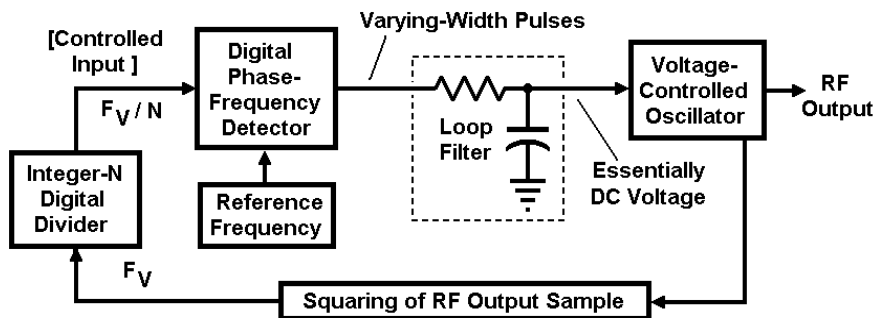 Varying-Width Pulses
[Controlled
Input ]
F_V / N
Digital
Phase-
Frequency
Detector
Loop
Filter
Voltage-
Controlled
Oscillator
RF
Output
Integer-N
Digital
Divider
Reference
Frequency
Essentially
DC Voltage
F_V
Squaring of RF Output Sample